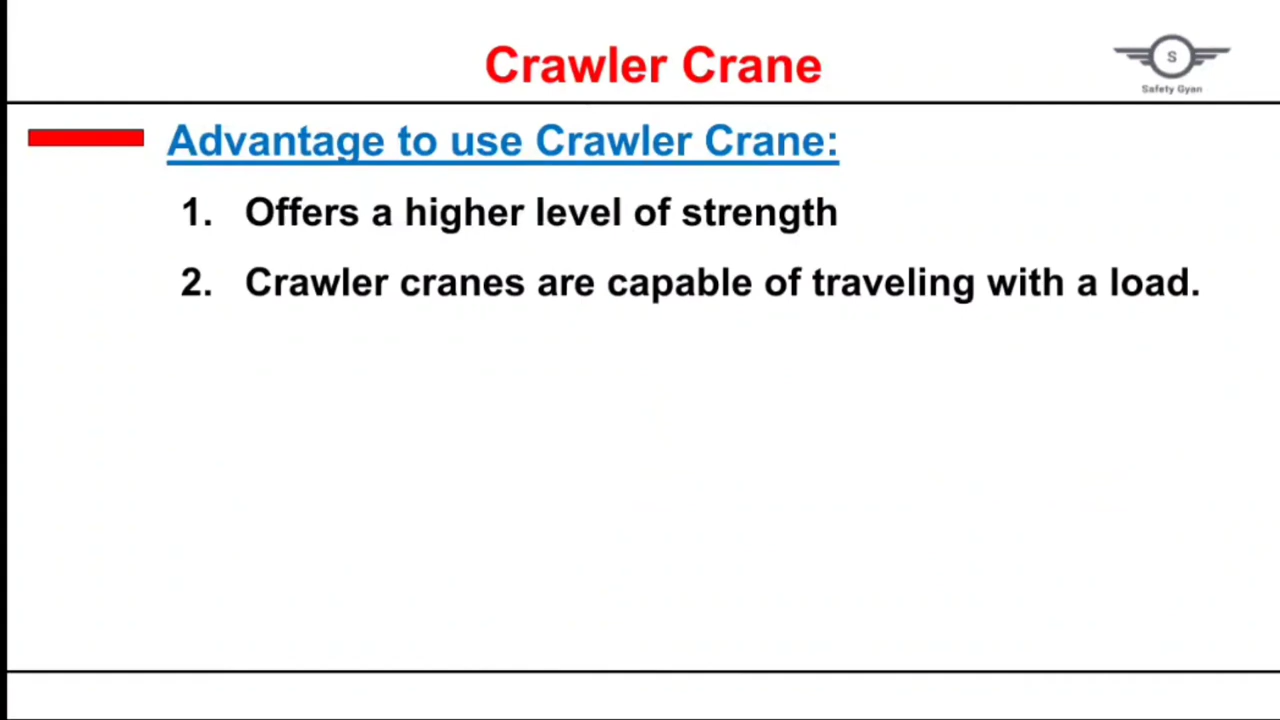 Crawler Crane
S
Safety Gyan
Advantage to use Crawler Crane:
1. Offers a higher level of strength
2. Crawler cranes are capable of traveling with a load.